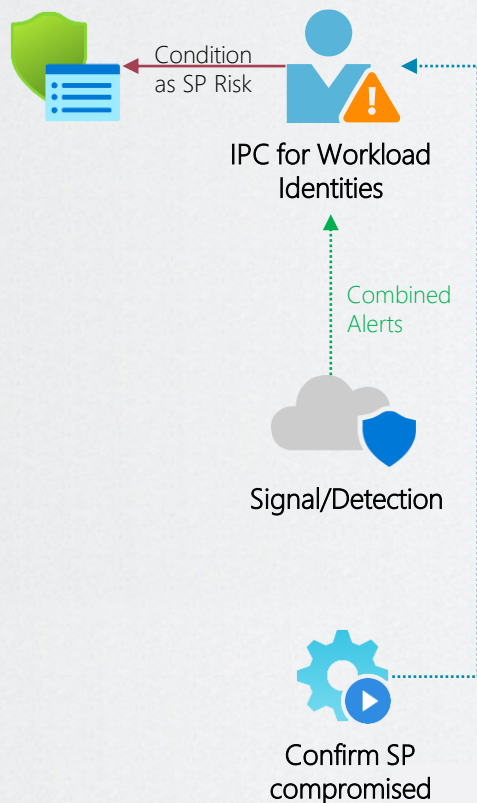 Condition
as SP Risk
IPC for Workload
Identities
Combined
Alerts
Signal/Detection
Confirm SP
compromised